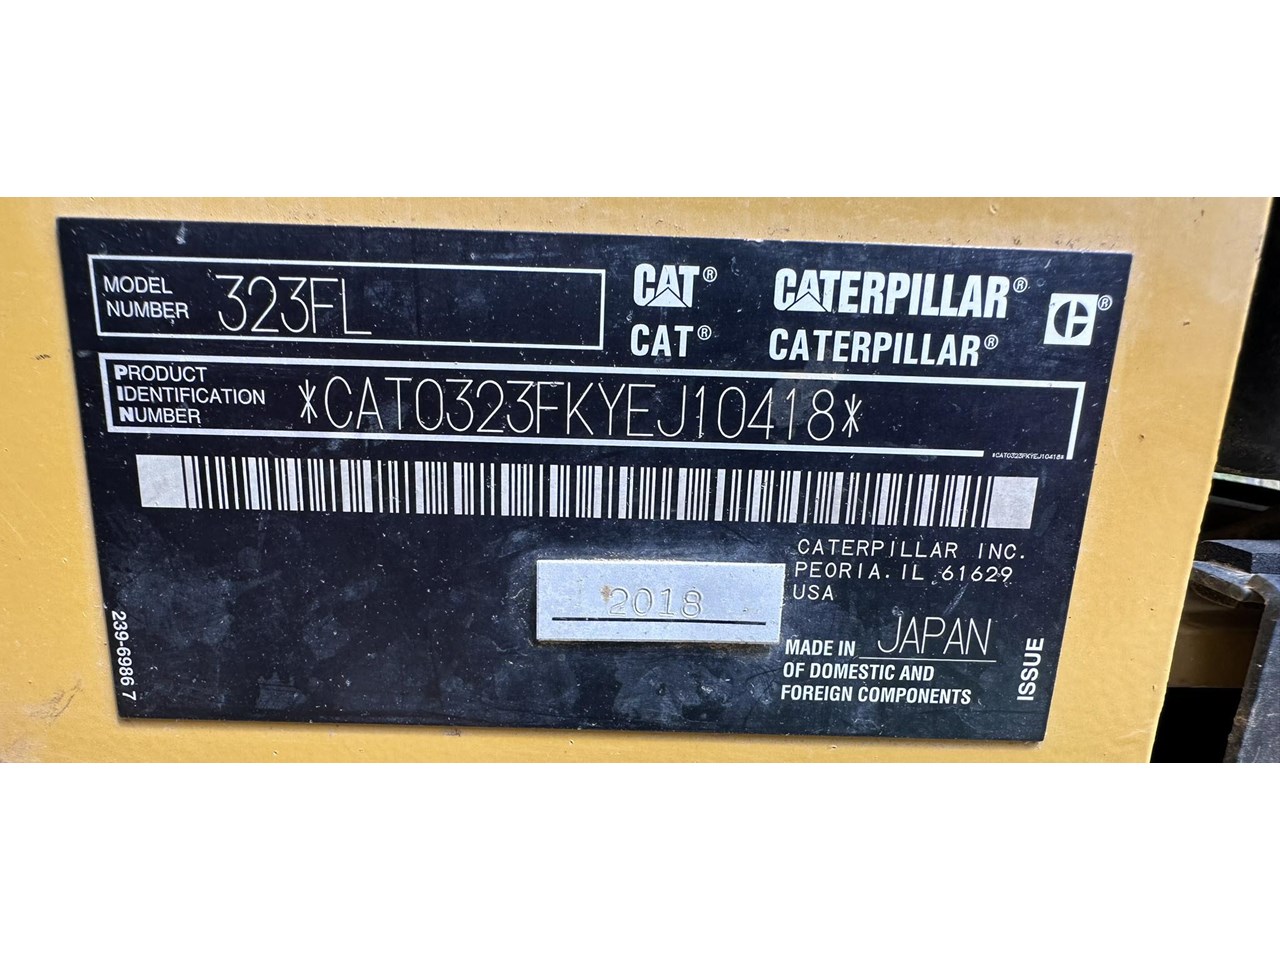 MODEL
NUMBER 323FL
CAT® CATERPILLAR® ®
CAT® CATERPILLAR®
PRODUCT
IDENTIFICATION
NUMBER *CAT0323FKYEJ10418*
*CAT0323FKYEJ10418*
CATERPILLAR INC.
PEORIA. IL 61629
USA
2018
MADE IN JAPAN
OF DOMESTIC AND
FOREIGN COMPONENTS
ISSUE
239-6986 7